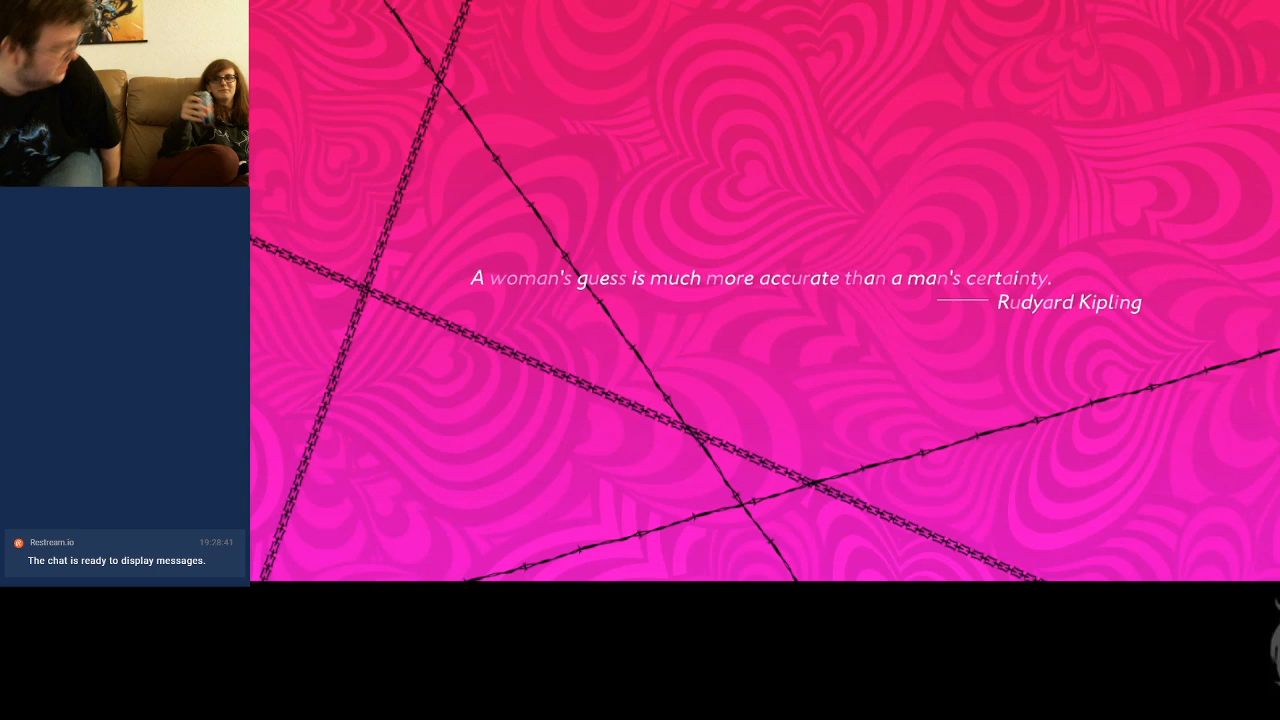 A woman's guess is much more accurate than a man's certainty.
Rudyard Kipling
Restream.io 19:28:41
The chat is ready to display messages.